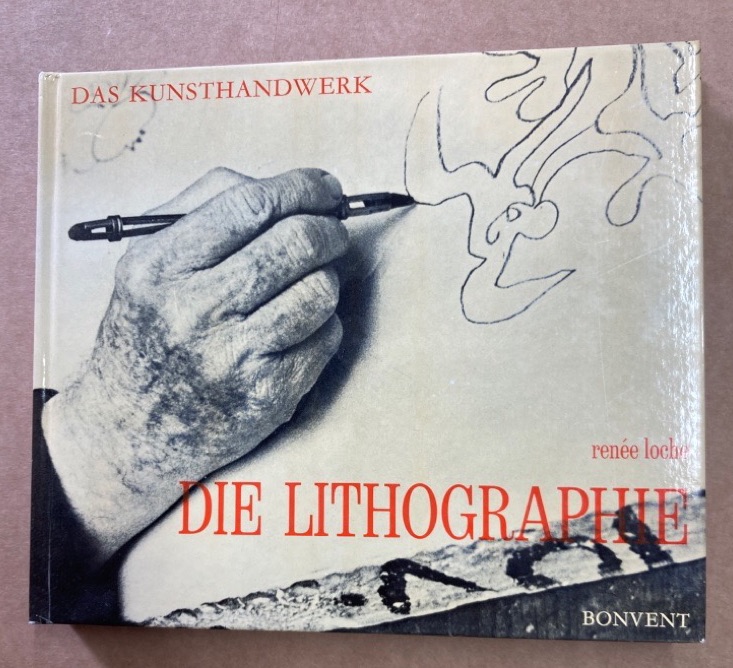 DAS KUNSTHANDWERK
renée loche
DIE LITHOGRAPHIE
BONVENT